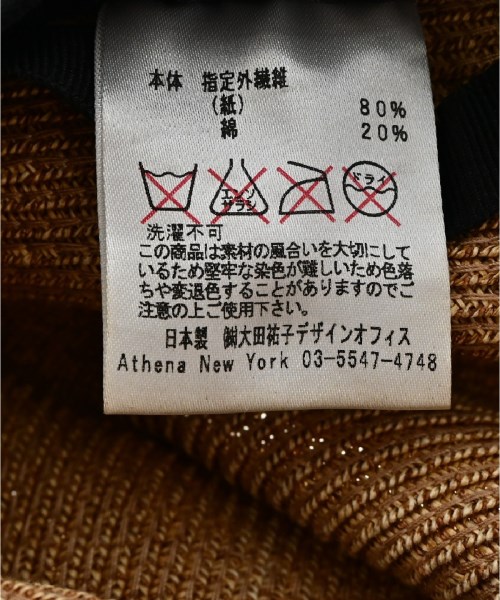 本体 指定外繊維
(紙) 80%
綿 20%
エンソ
サラシ
ドライ
洗濯不可
この商品は素材の風合いを大切にして
いるため堅牢な染色が難しいため色落
ちや変退色することがありますのでご
注意の上ご使用下さい。
日本製 ㈱大田祐子デザインオフィス
Athena New York 03-5547-4748